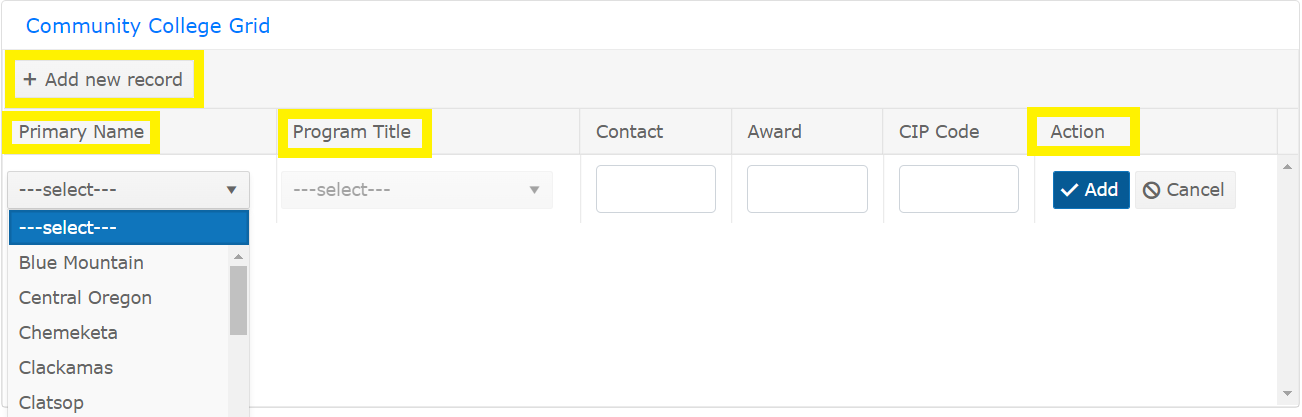 Community College Grid
+ Add new record
Primary Name Program Title Contact Award CIP Code Action
---select--- ---select--- Add Cancel
---select---
Blue Mountain
Central Oregon
Chemeketa
Clackamas
Clatsop